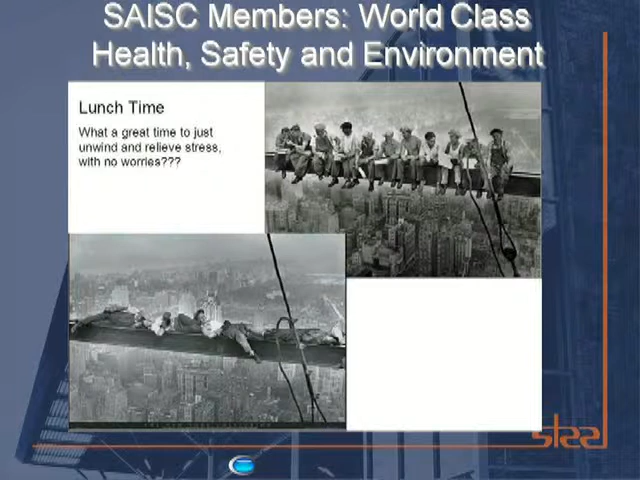 SAISC Members: World Class
Health, Safety and Environment
Lunch Time
What a great time to just
unwind and relieve stress,
with no worries???